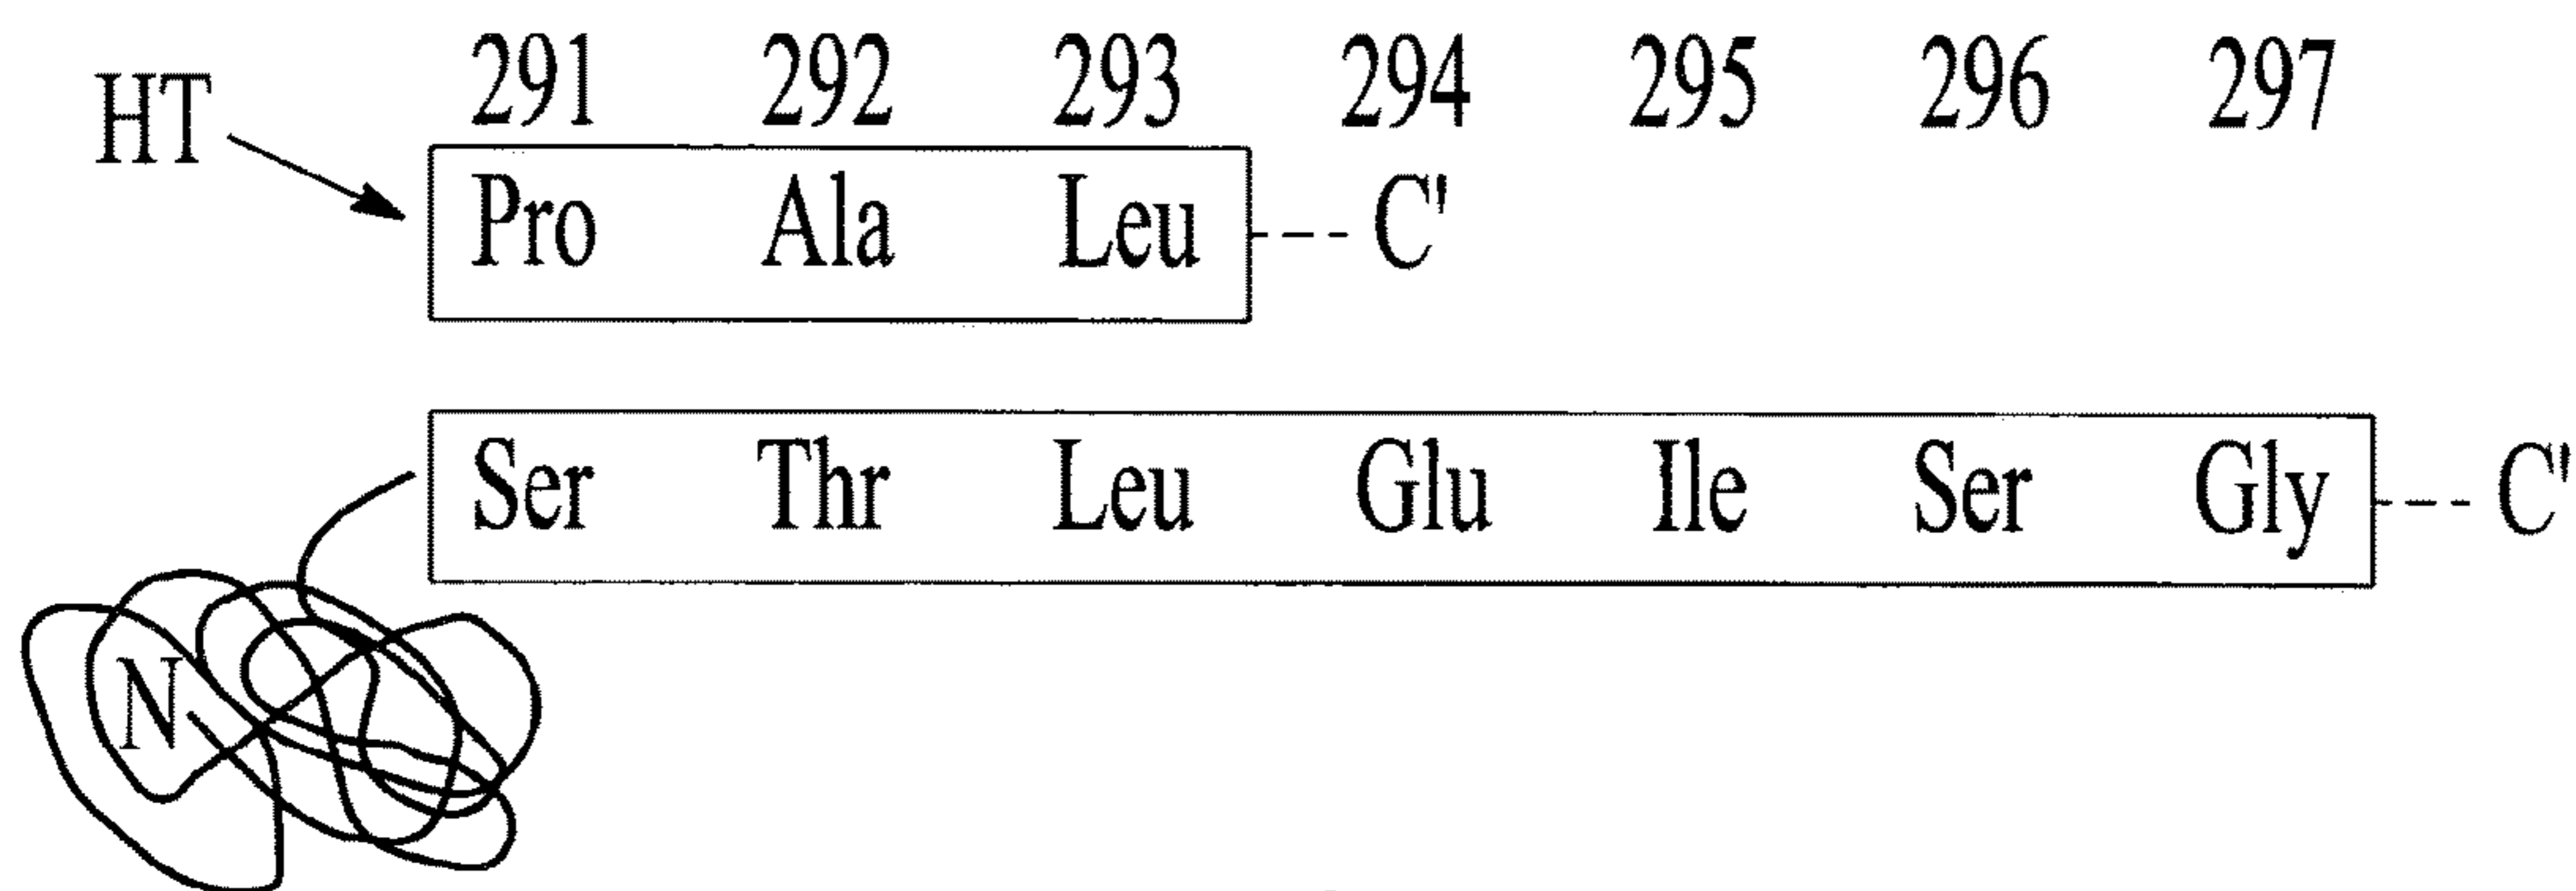 HT 291 292 293 294 295 296 297
Pro Ala Leu C'
Ser Thr Leu Glu Ile Ser Gly C'
N